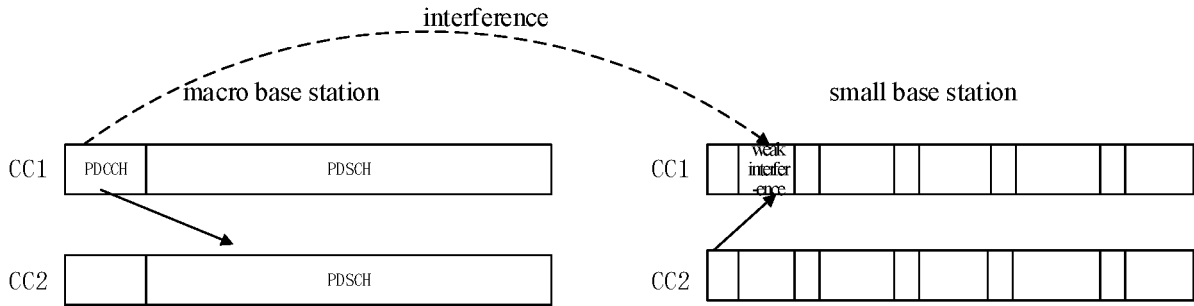 interference
macro base station
small base station
CC1
PDCCH
PDSCH
CC1
weak
interfer
-ence
CC2
PDSCH
CC2